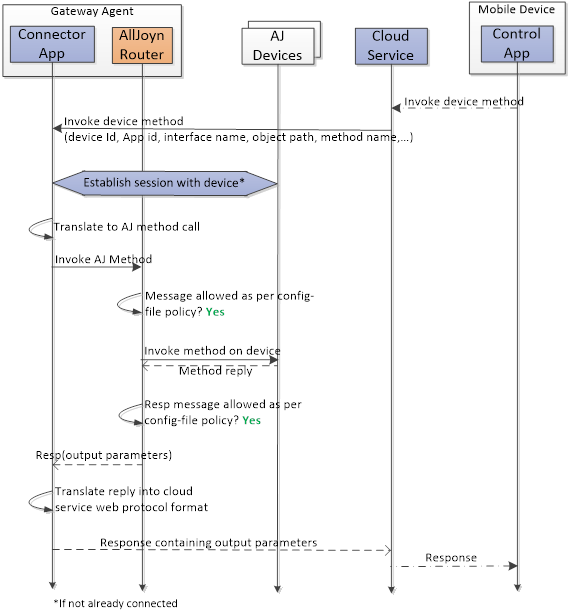 Gateway Agent
Mobile Device
Connector
App
AllJoyn
Router
AJ
Devices
Cloud
Service
Control
App
Invoke device method
Invoke device method
(device Id, App id, interface name, object path, method name,...)
Establish session with device*
Translate to AJ method call
Invoke AJ Method
Message allowed as per config-
file policy? Yes
Invoke method on device
Method reply
Resp message allowed as per
config-file policy? Yes
Resp(output parameters)
Translate reply into cloud
service web protocol format
Response containing output parameters
Response
*If not already connected